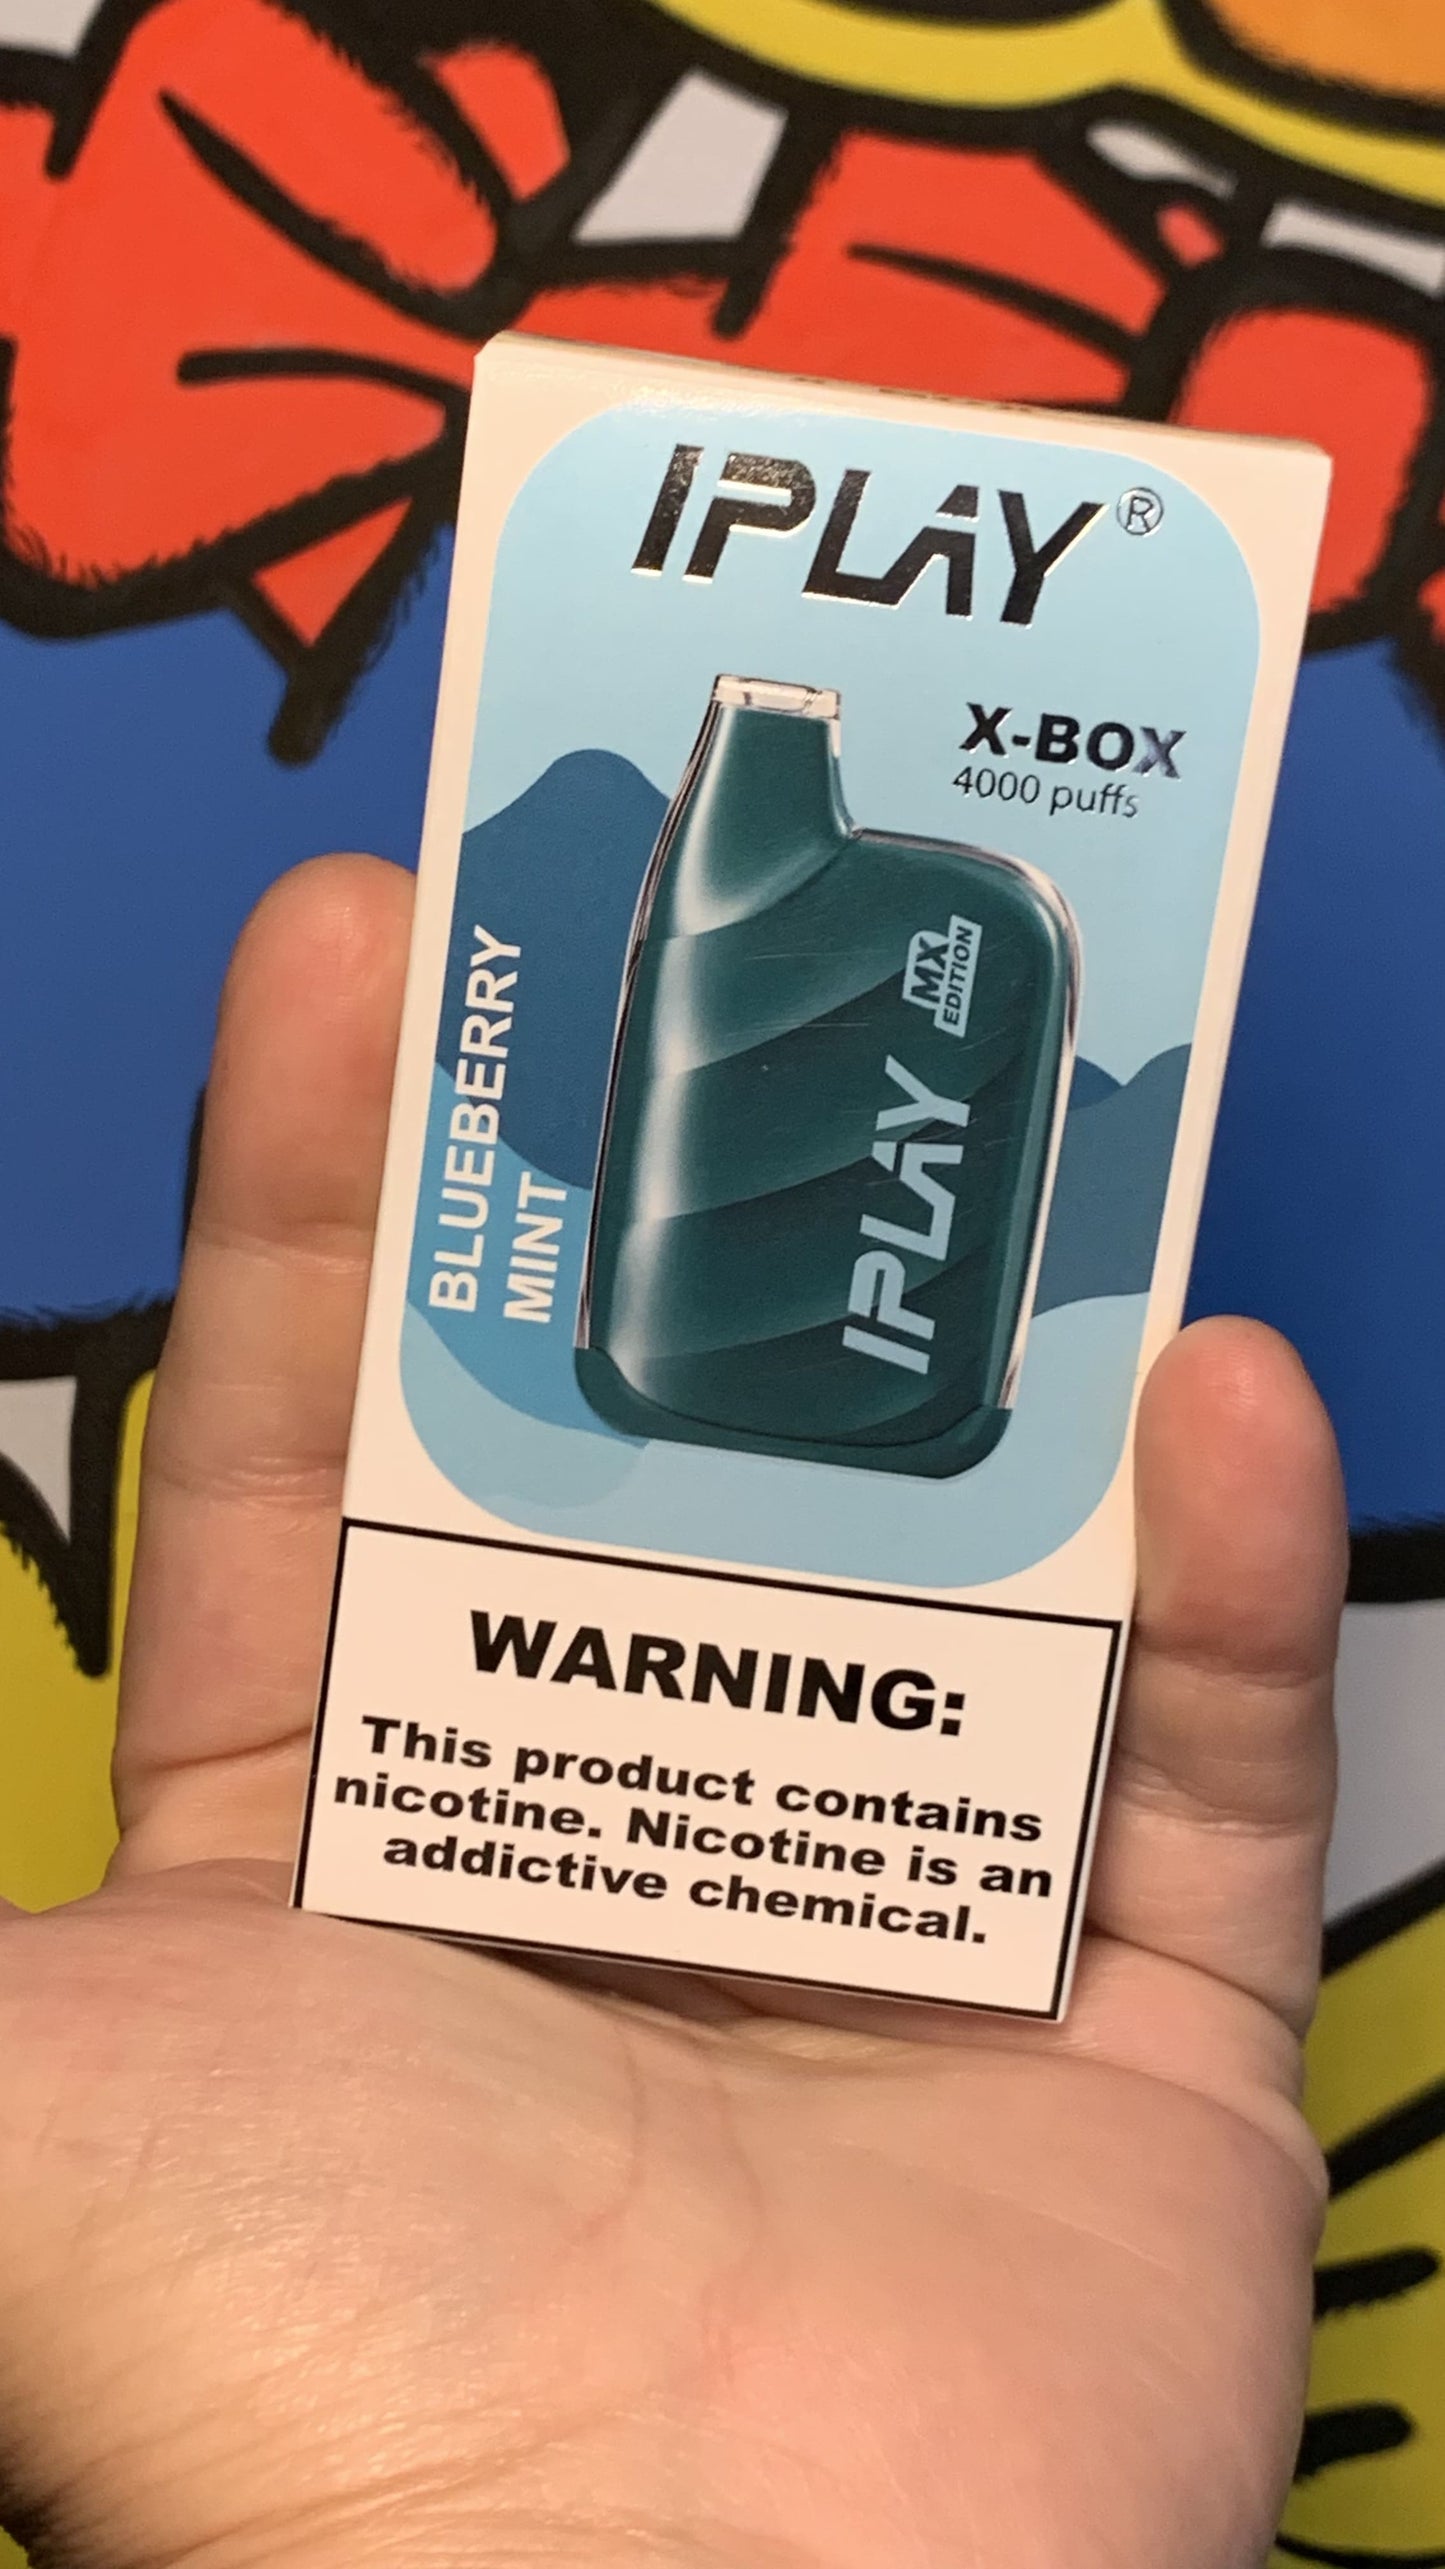 IPLAY®
X-BOX
4000 puffs
MX
EDITION
IPLAY
BLUEBERRY
MINT
WARNING:
This product contains
nicotine. Nicotine is an
addictive chemical.